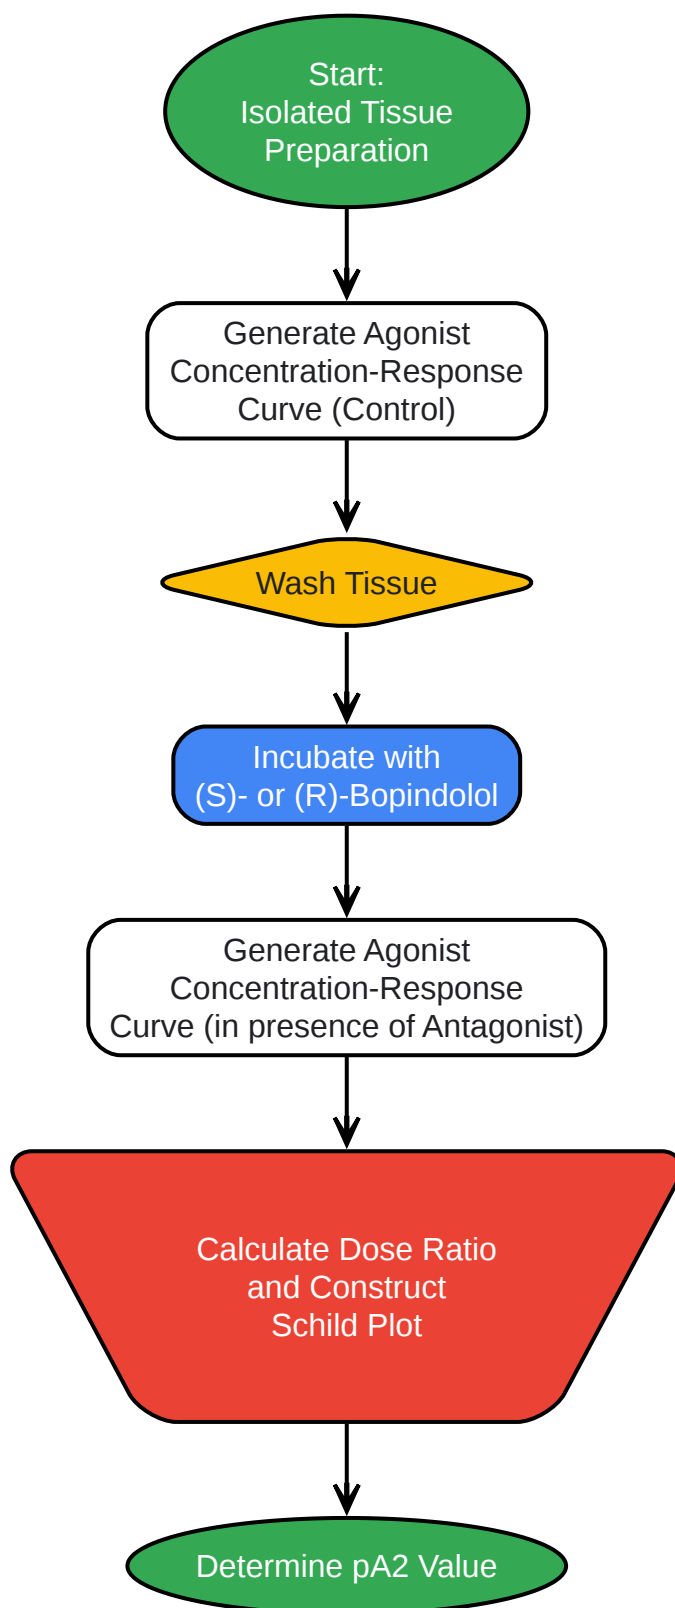 Start:
Isolated Tissue
Preparation
Generate Agonist
Concentration-Response
Curve (Control)
Wash Tissue
Incubate with
(S)- or (R)-Bopindolol
Generate Agonist
Concentration-Response
Curve (in presence of Antagonist)
Calculate Dose Ratio
and Construct
Schild Plot
Determine pA2 Value